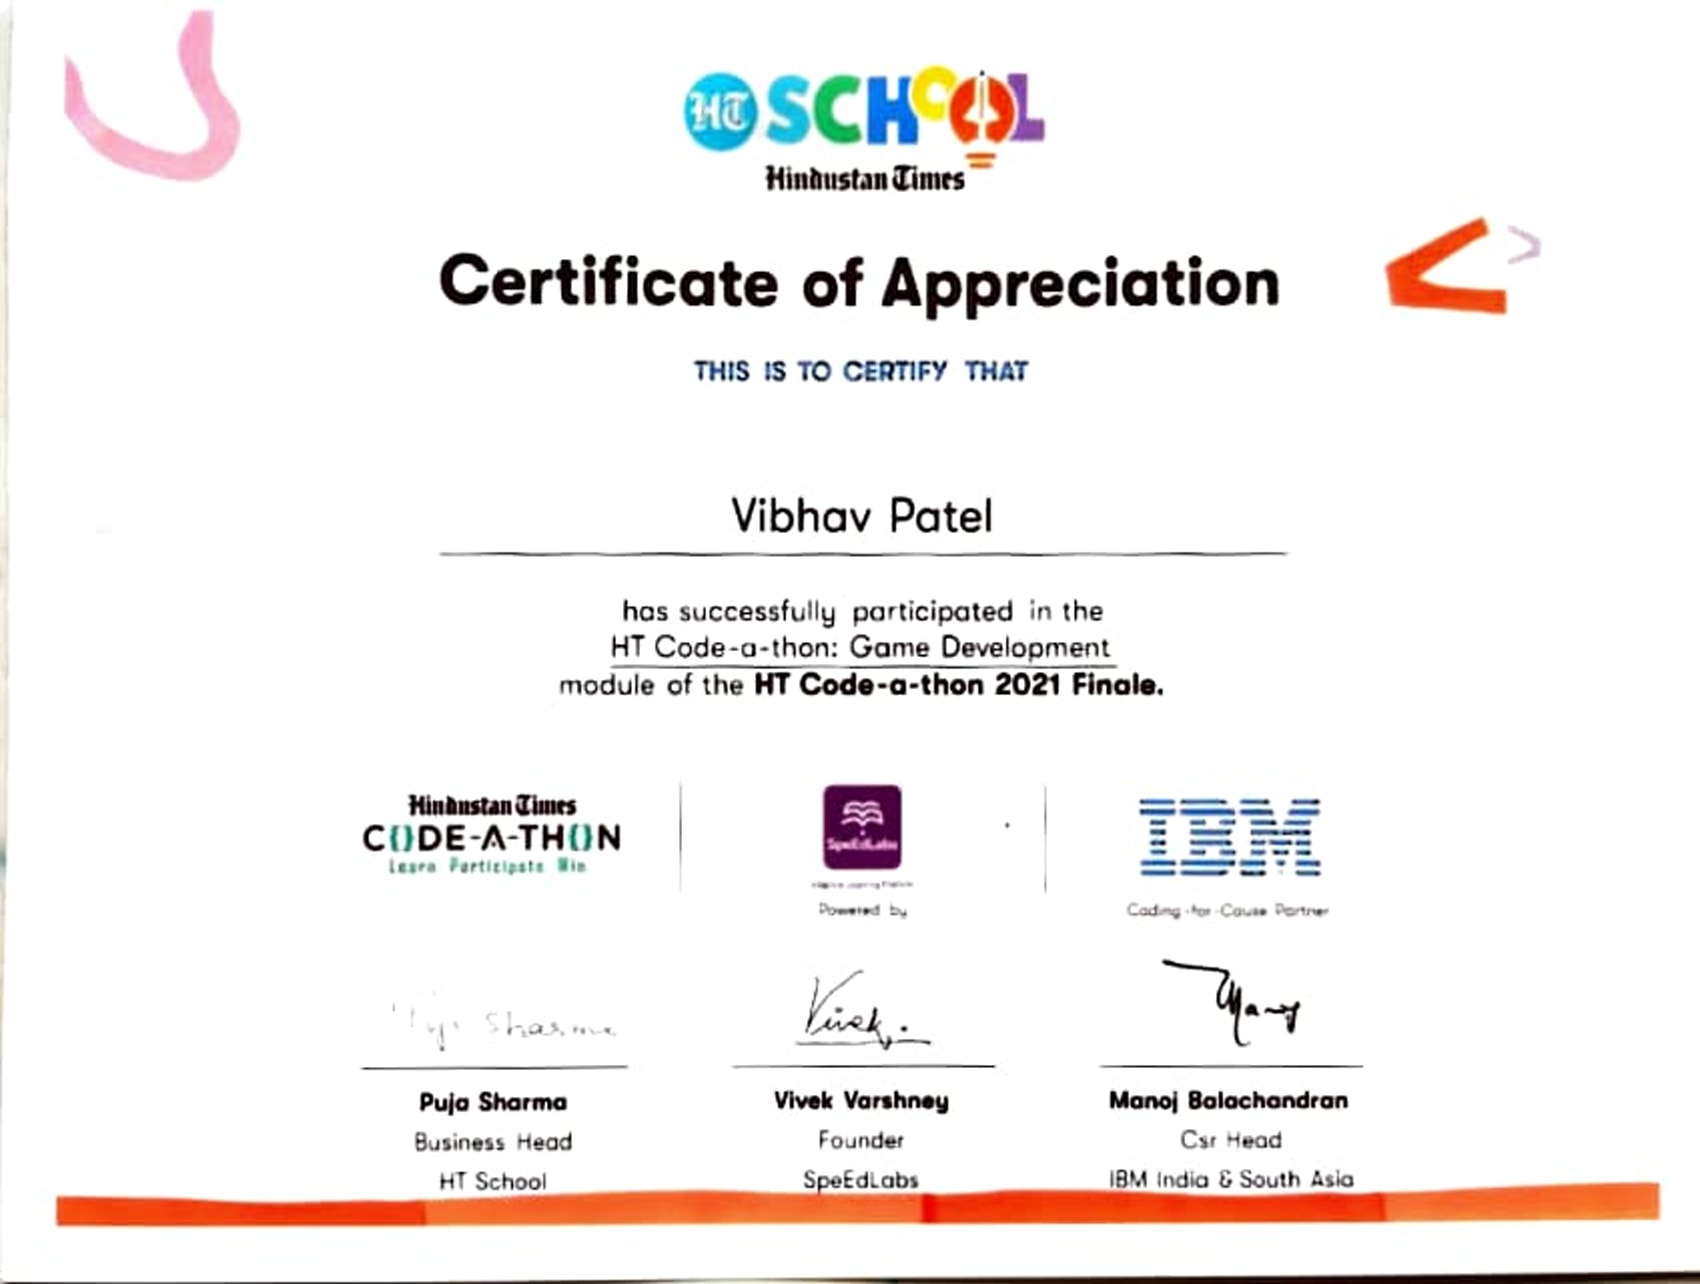 HT SCHOOL
Hindustan Times
Certificate of Appreciation
THIS IS TO CERTIFY THAT
Vibhav Patel
has successfully participated in the
HT Code-a-thon: Game Development
module of the HT Code-a-thon 2021 Finale.
Hindustan Times
CODE-A-THON
Learn Participate Win
SpeEdLabs
Powered by
IBM
Coding-for-Cause Partner
Sharma
Vivek.
Manoj
Puja Sharma
Business Head
HT School
Vivek Varshney
Founder
SpeEdLabs
Manoj Balachandran
Csr Head
IBM India & South Asia